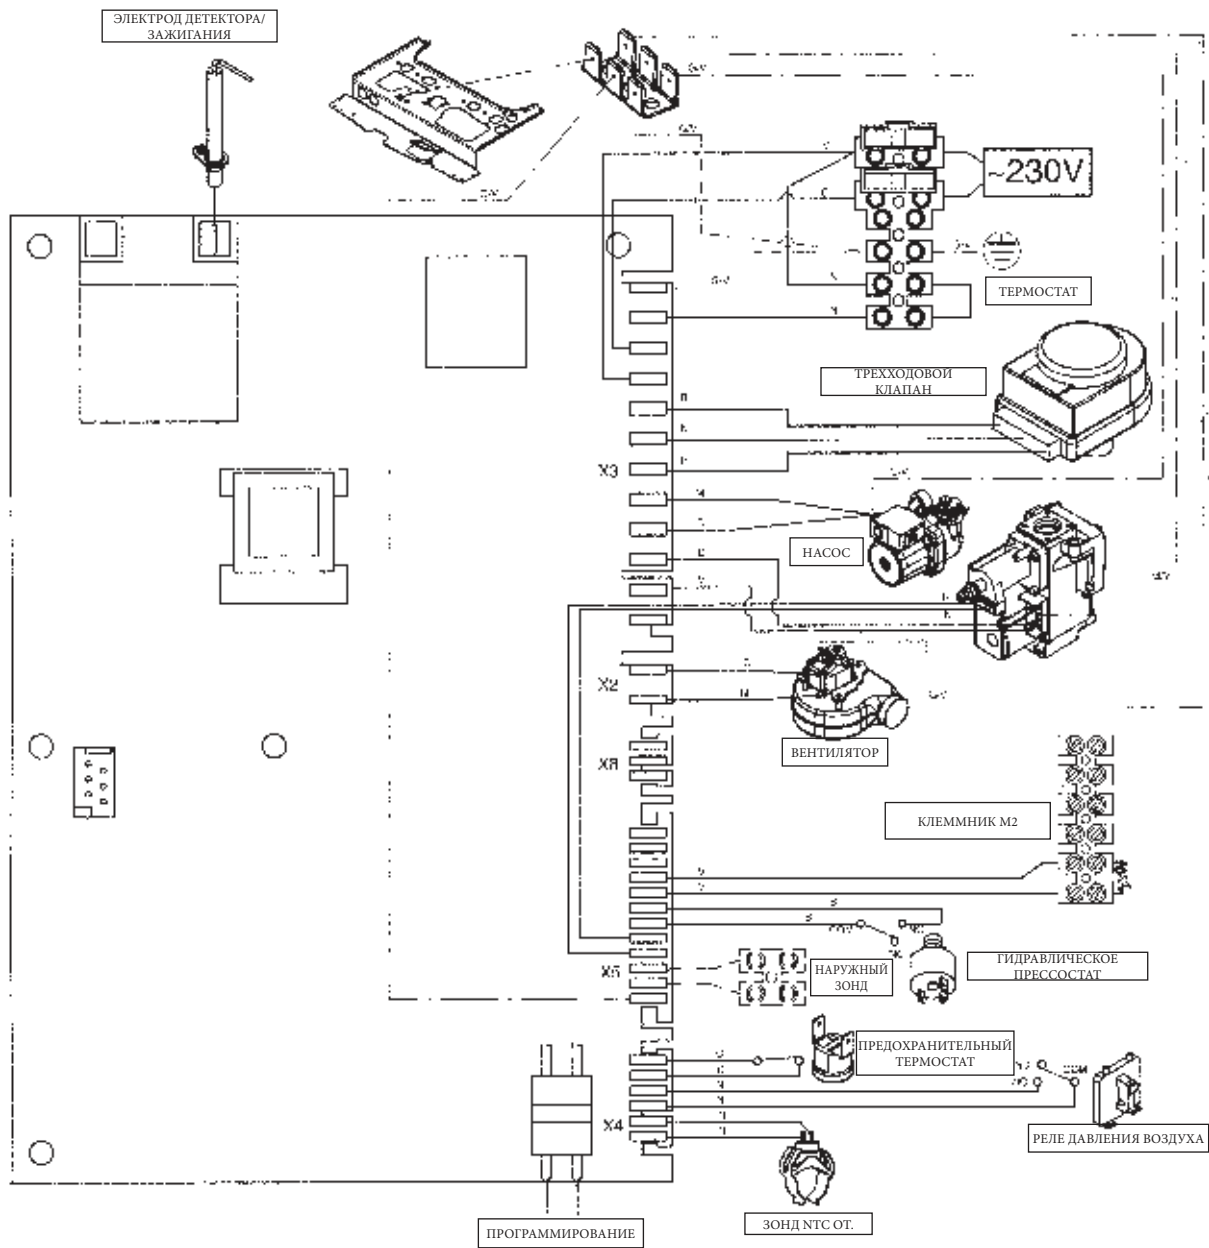 ЭЛЕКТРОД ДЕТЕКТОРА/
ЗАЖИГАНИЯ
~230V
ТЕРМОСТАТ
ТРЕХХОДОВОЙ
КЛАПАН
X3
НАСОС
X2
ВЕНТИЛЯТОР
КЛЕММНИК М2
ГИДРАВЛИЧЕСКОЕ
ПРЕССОСТАТ
X5
НАРУЖНЫЙ
ЗОНД
ПРЕДОХРАНИТЕЛЬНЫЙ
ТЕРМОСТАТ
COM
X4
РЕЛЕ ДАВЛЕНИЯ ВОЗДУХА
ЗОНД NTC ОТ.
ПРОГРАММИРОВАНИЕ